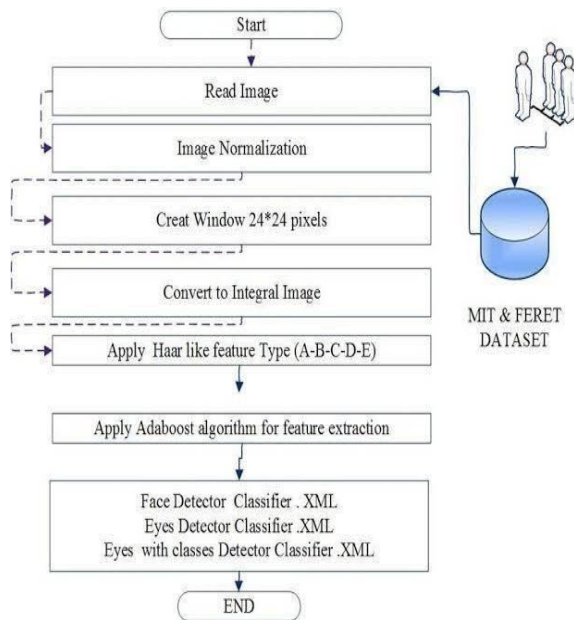 Start
Read Image
Image Normalization
Creat Window 24*24 pixels
Convert to Integral Image
MIT & FERET
DATASET
Apply Haar like feature Type (A-B-C-D-E)
Apply Adaboost algorithm for feature extraction
Face Detector Classifier . XML
Eyes Detector Classifier .XML
Eyes with classes Detector Classifier .XML
END